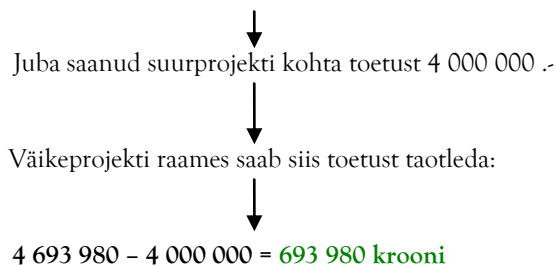 Juba saanud suurprojekti kohta toetust 4 000 000 .-
Väikeprojekti raames saab siis toetust taotleda:
4 693 980 – 4 000 000 = 693 980 krooni